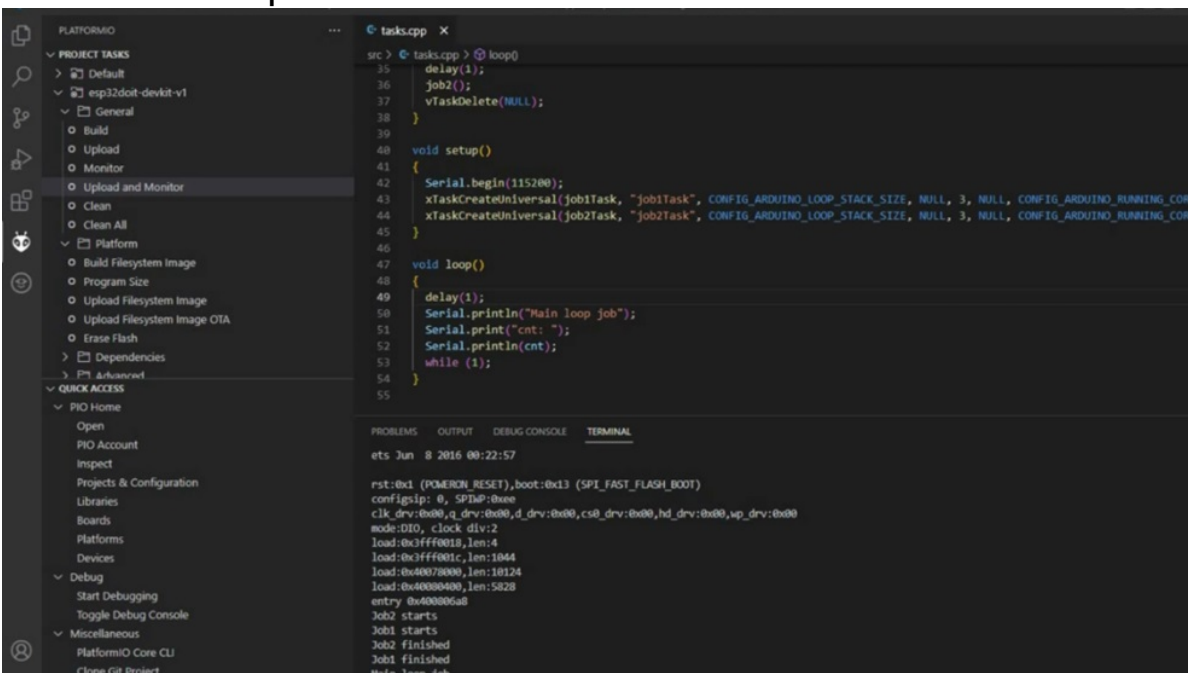 PLATFORMIO
PROJECT TASKS
Default
esp32doit-devkit-v1
General
Build
Upload
Monitor
Upload and Monitor
Clean
Clean All
Platform
Build Filesystem Image
Program Size
Upload Filesystem Image
Upload Filesystem Image OTA
Erase Flash
Dependencies
Advanced
QUICK ACCESS
PIO Home
Open
PIO Account
Inspect
Projects & Configuration
Libraries
Boards
Platforms
Devices
Debug
Start Debugging
Toggle Debug Console
Miscellaneous
PlatformIO Core CLI
Clone Git Project
tasks.cpp
src > tasks.cpp > loop()
35 delay(1);
36 job2();
37 vTaskDelete(NULL);
38 }
39
40 void setup()
41 {
42 Serial.begin(115200);
43 xTaskCreateUniversal(job1Task, "job1Task", CONFIG_ARDUINO_LOOP_STACK_SIZE, NULL, 3, NULL, CONFIG_ARDUINO_RUNNING_COR
44 xTaskCreateUniversal(job2Task, "job2Task", CONFIG_ARDUINO_LOOP_STACK_SIZE, NULL, 3, NULL, CONFIG_ARDUINO_RUNNING_COR
45 }
46
47 void loop()
48 {
49 delay(1);
50 Serial.println("Main loop job");
51 Serial.print("cnt: ");
52 Serial.println(cnt);
53 while (1);
54 }
55
PROBLEMS OUTPUT DEBUG CONSOLE TERMINAL
ets Jun 8 2016 00:22:57
rst:0x1 (POWERON_RESET),boot:0x13 (SPI_FAST_FLASH_BOOT)
configsip: 0, SPIWP:0xee
clk_drv:0x00,q_drv:0x00,d_drv:0x00,cs0_drv:0x00,hd_drv:0x00,wp_drv:0x00
mode:DIO, clock div:2
load:0x3fff0018,len:4
load:0x3fff001c,len:1044
load:0x40078000,len:10124
load:0x40080400,len:5828
entry 0x400806a8
Job2 starts
Job1 starts
Job2 finished
Job1 finished
Main loop job